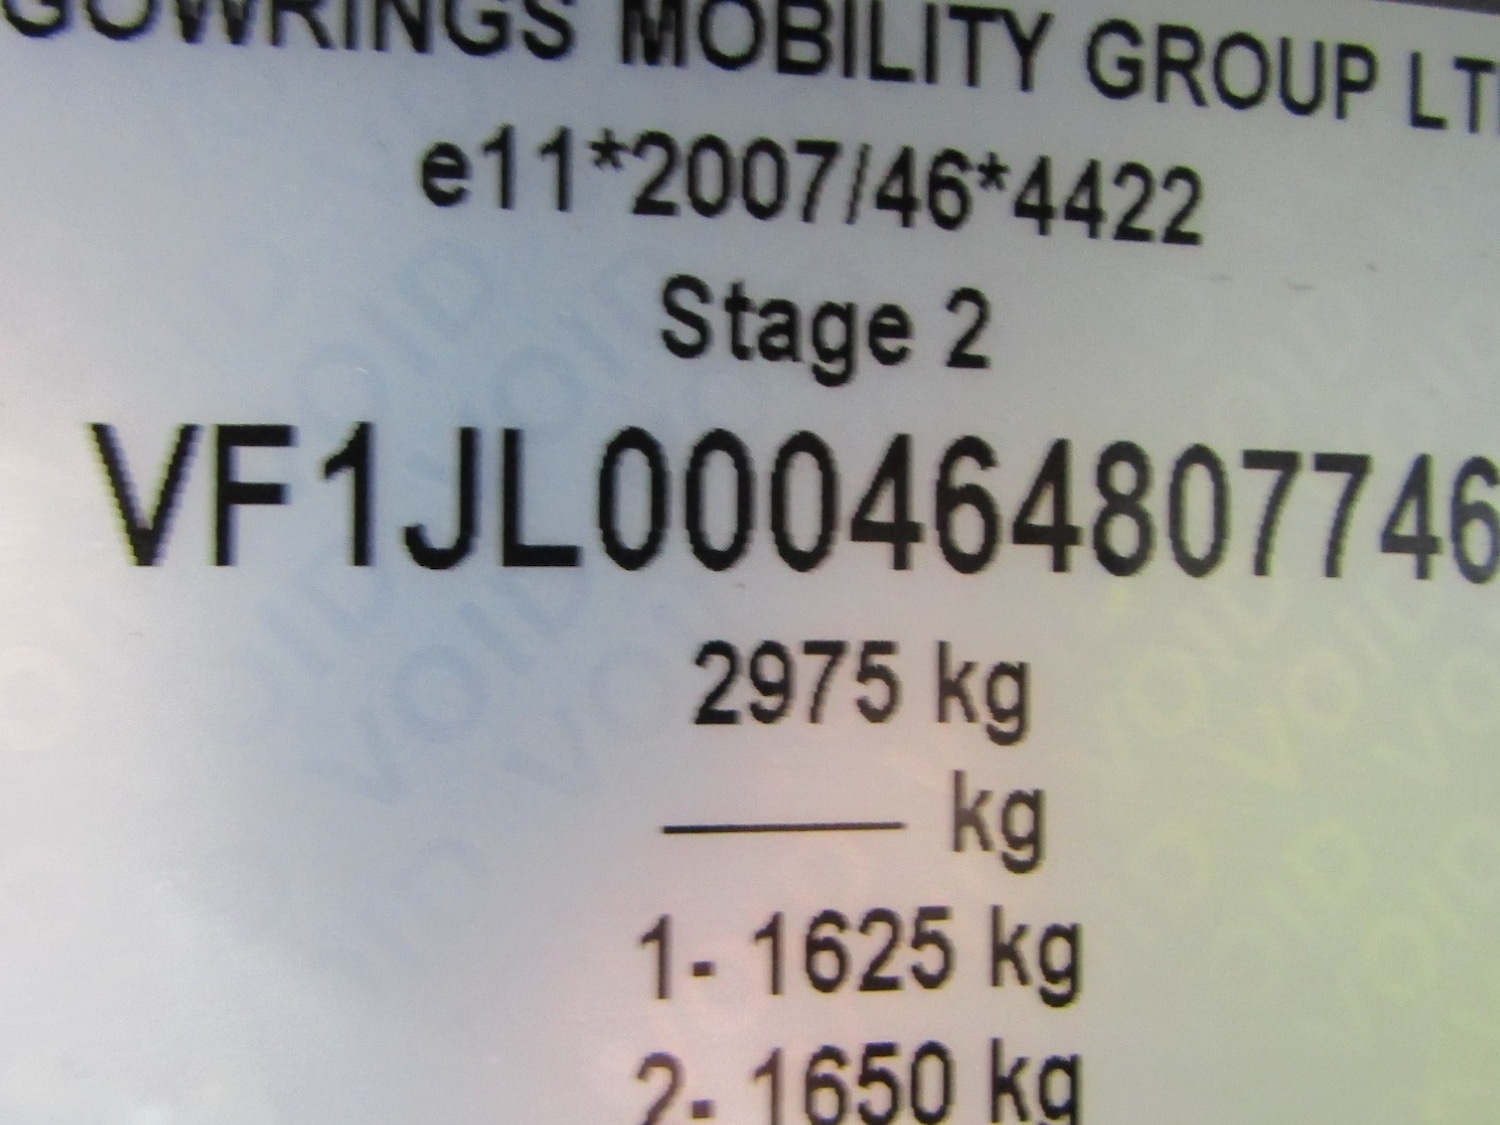 GOWRINGS MOBILITY GROUP LT
e11*2007/46*4422
Stage 2
VF1JL000464807746
2975 kg
kg
1- 1625 kg
2- 1650 kg